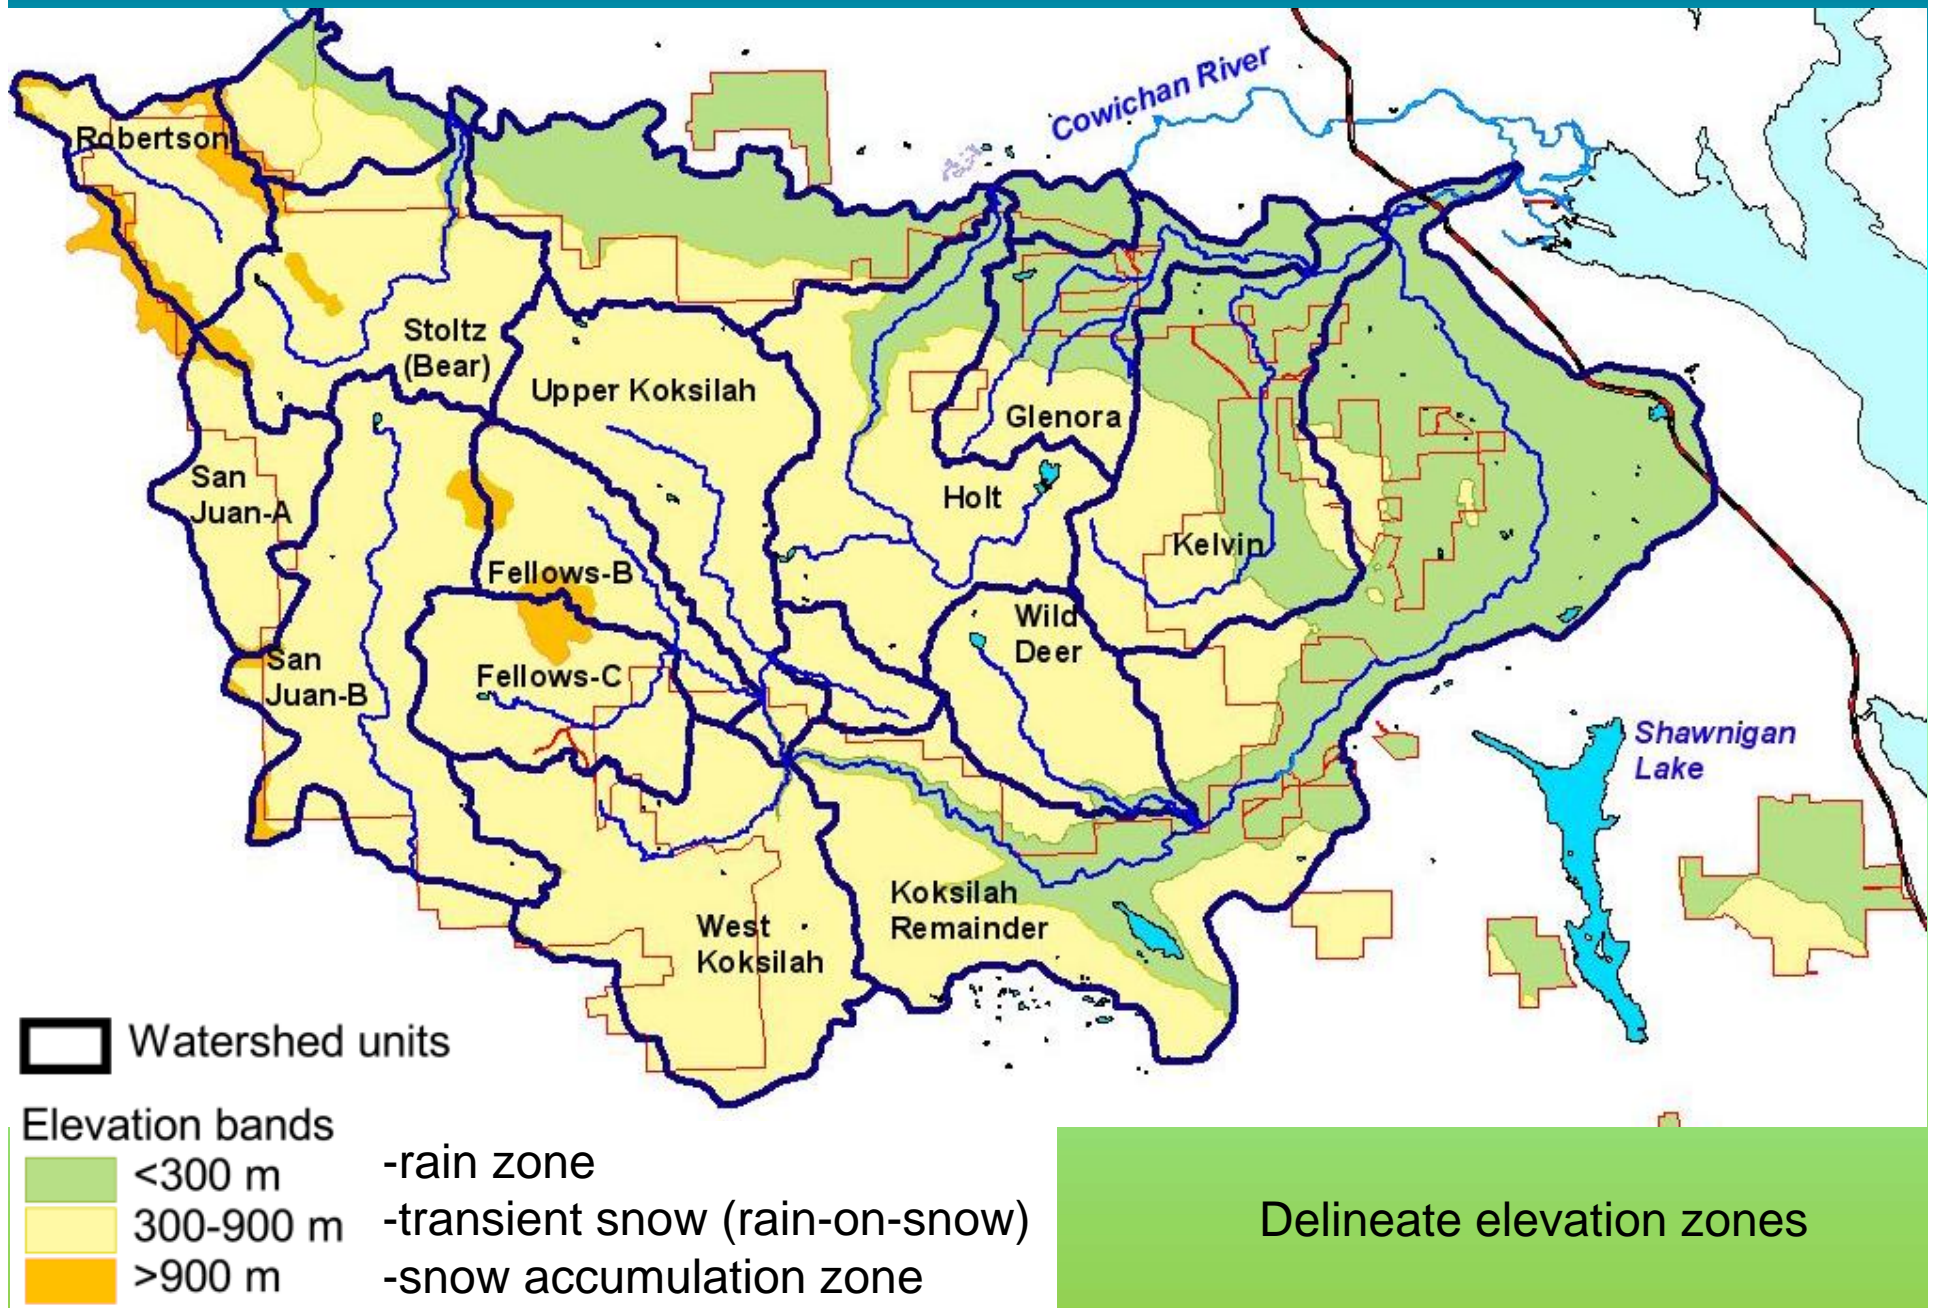 Cowichan River
Robertson
Stoltz
(Bear)
Upper Koksilah
Glenora
San
Juan-A
Holt
Kelvin
Fellows-B
Wild
Deer
San
Juan-B
Fellows-C
Shawnigan
Lake
Koksilah
Remainder
West
Koksilah
Watershed units
Elevation bands
<300 m -rain zone
300-900 m -transient snow (rain-on-snow)
>900 m -snow accumulation zone
Delineate elevation zones